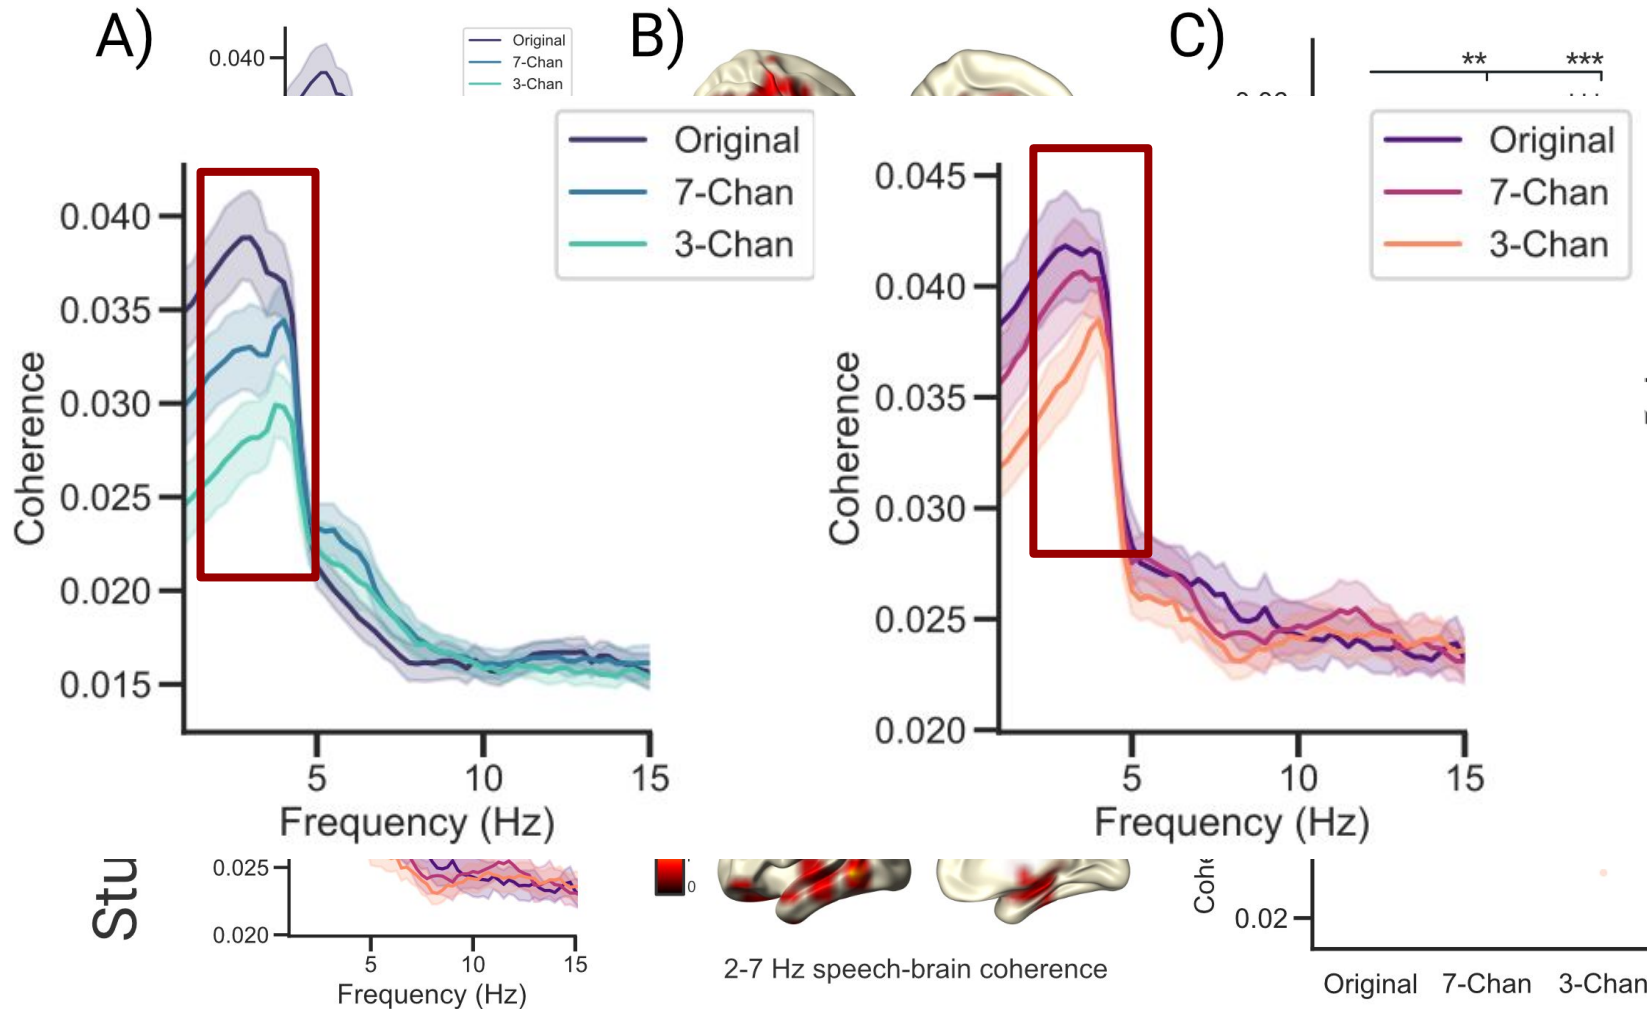 A)
0.040
Original
7-Chan
3-Chan
B)
C)
**
***
Original
7-Chan
3-Chan
0.040
0.035
0.030
0.025
0.020
0.015
Coherence
5
10
15
Frequency (Hz)
Original
7-Chan
3-Chan
0.045
0.040
0.035
0.030
0.025
0.020
Coherence
5
10
15
Frequency (Hz)
Stu
0.025
0.020
5
10
15
Frequency (Hz)
0
2-7 Hz speech-brain coherence
Cohe
0.02
Original
7-Chan
3-Chan